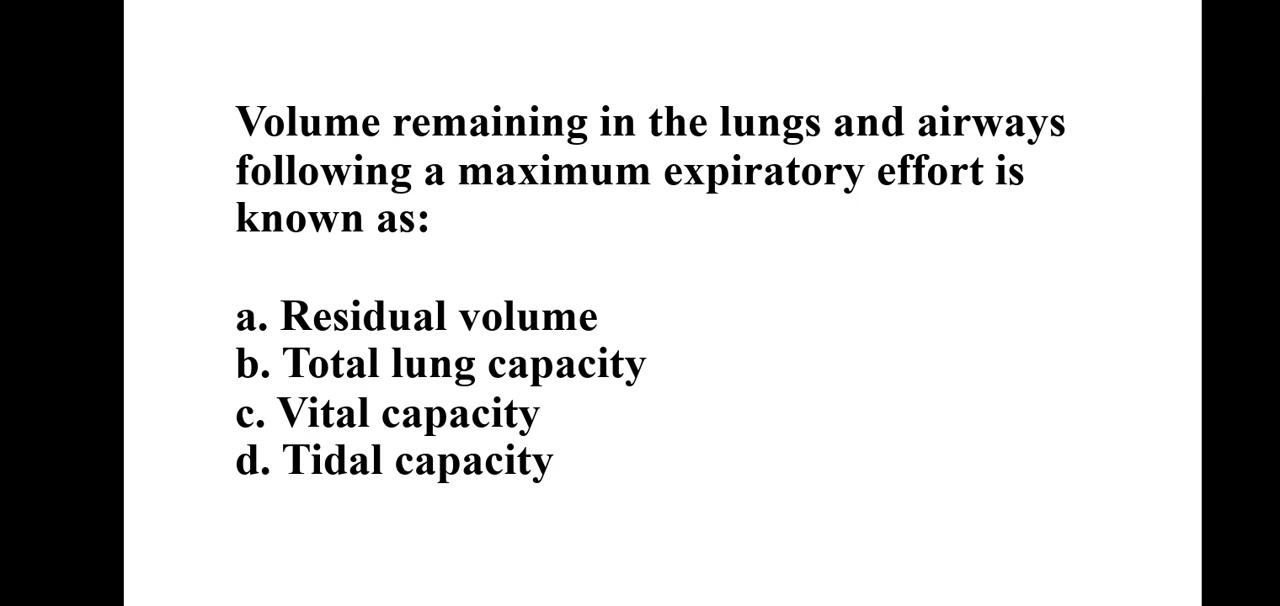 Volume remaining in the lungs and airways
following a maximum expiratory effort is
known as:
a. Residual volume
b. Total lung capacity
c. Vital capacity
d. Tidal capacity